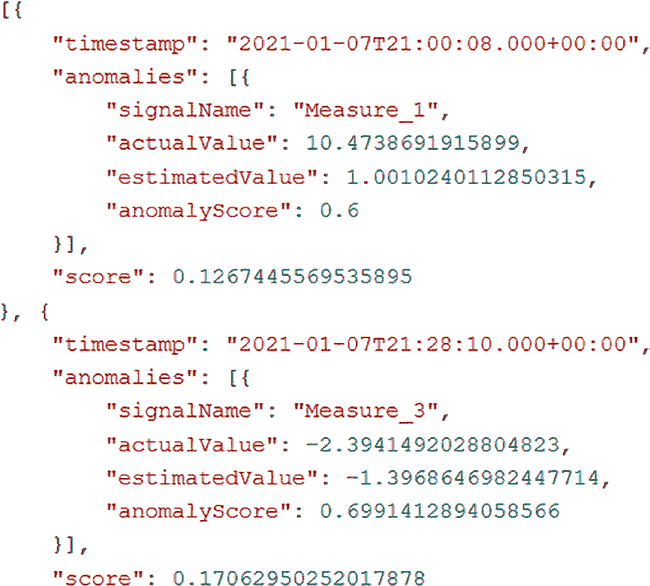 [{
"timestamp": "2021-01-07T21:00:08.000+00:00",
"anomalies": [{
"signalName": "Measure_1",
"actualValue": 10.4738691915899,
"estimatedValue": 1.0010240112850315,
"anomalyScore": 0.6
}],
"score": 0.1267445569535895
}, {
"timestamp": "2021-01-07T21:28:10.000+00:00",
"anomalies": [{
"signalName": "Measure_3",
"actualValue": -2.3941492028804823,
"estimatedValue": -1.3968646982447714,
"anomalyScore": 0.6991412894058566
}],
"score": 0.17062950252017878